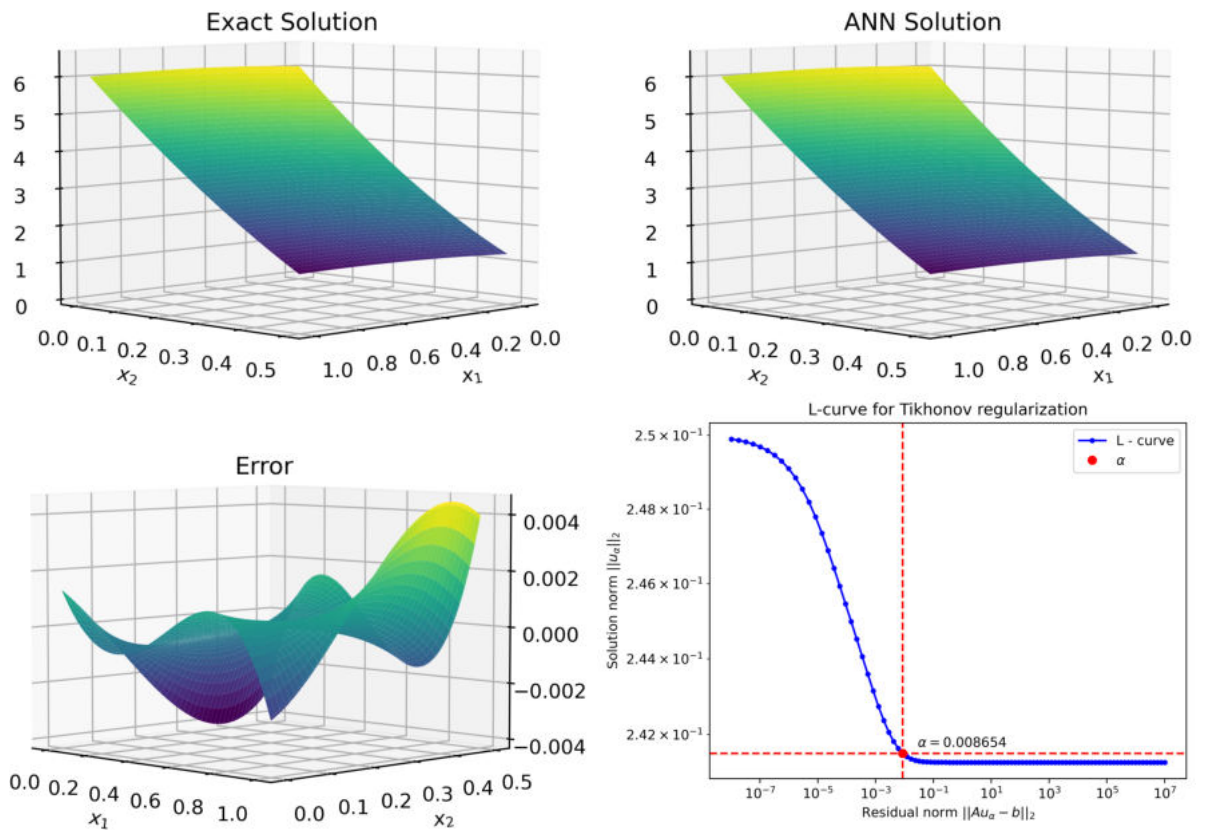 Exact Solution
6
5
4
3
2
1
0
0.0 0.1 0.2 0.3 0.4 0.5
x₂
1.0 0.8 0.6 0.4 0.2 0.0
x₁
ANN Solution
6
5
4
3
2
1
0
0.0 0.1 0.2 0.3 0.4 0.5
x₂
1.0 0.8 0.6 0.4 0.2 0.0
x₁
Error
0.004
0.002
0.000
−0.002
−0.004
0.0 0.2 0.4 0.6 0.8 1.0
x₁
0.0 0.1 0.2 0.3 0.4 0.5
x₂
L-curve for Tikhonov regularization
2.5 × 10⁻¹
2.48 × 10⁻¹
2.46 × 10⁻¹
2.44 × 10⁻¹
2.42 × 10⁻¹
Solution norm ||u_α||₂
L - curve
α
α = 0.008654
10⁻⁷ 10⁻⁵ 10⁻³ 10⁻¹ 10¹ 10³ 10⁵ 10⁷
Residual norm ||Au_α − b||₂